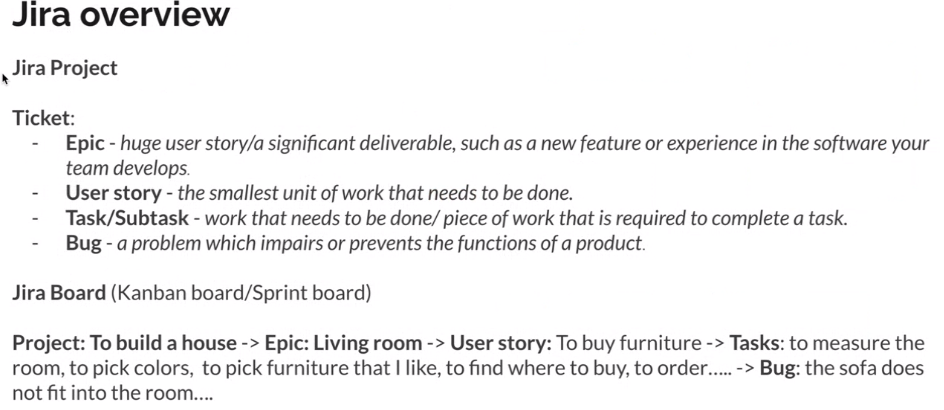 Jira overview
Jira Project
Ticket:
- Epic - huge user story/a significant deliverable, such as a new feature or experience in the software your
team develops.
- User story - the smallest unit of work that needs to be done.
- Task/Subtask - work that needs to be done/ piece of work that is required to complete a task.
- Bug - a problem which impairs or prevents the functions of a product.
Jira Board (Kanban board/Sprint board)
Project: To build a house -> Epic: Living room -> User story: To buy furniture -> Tasks: to measure the
room, to pick colors,  to pick furniture that I like, to find where to buy, to order..... -> Bug: the sofa does
not fit into the room....